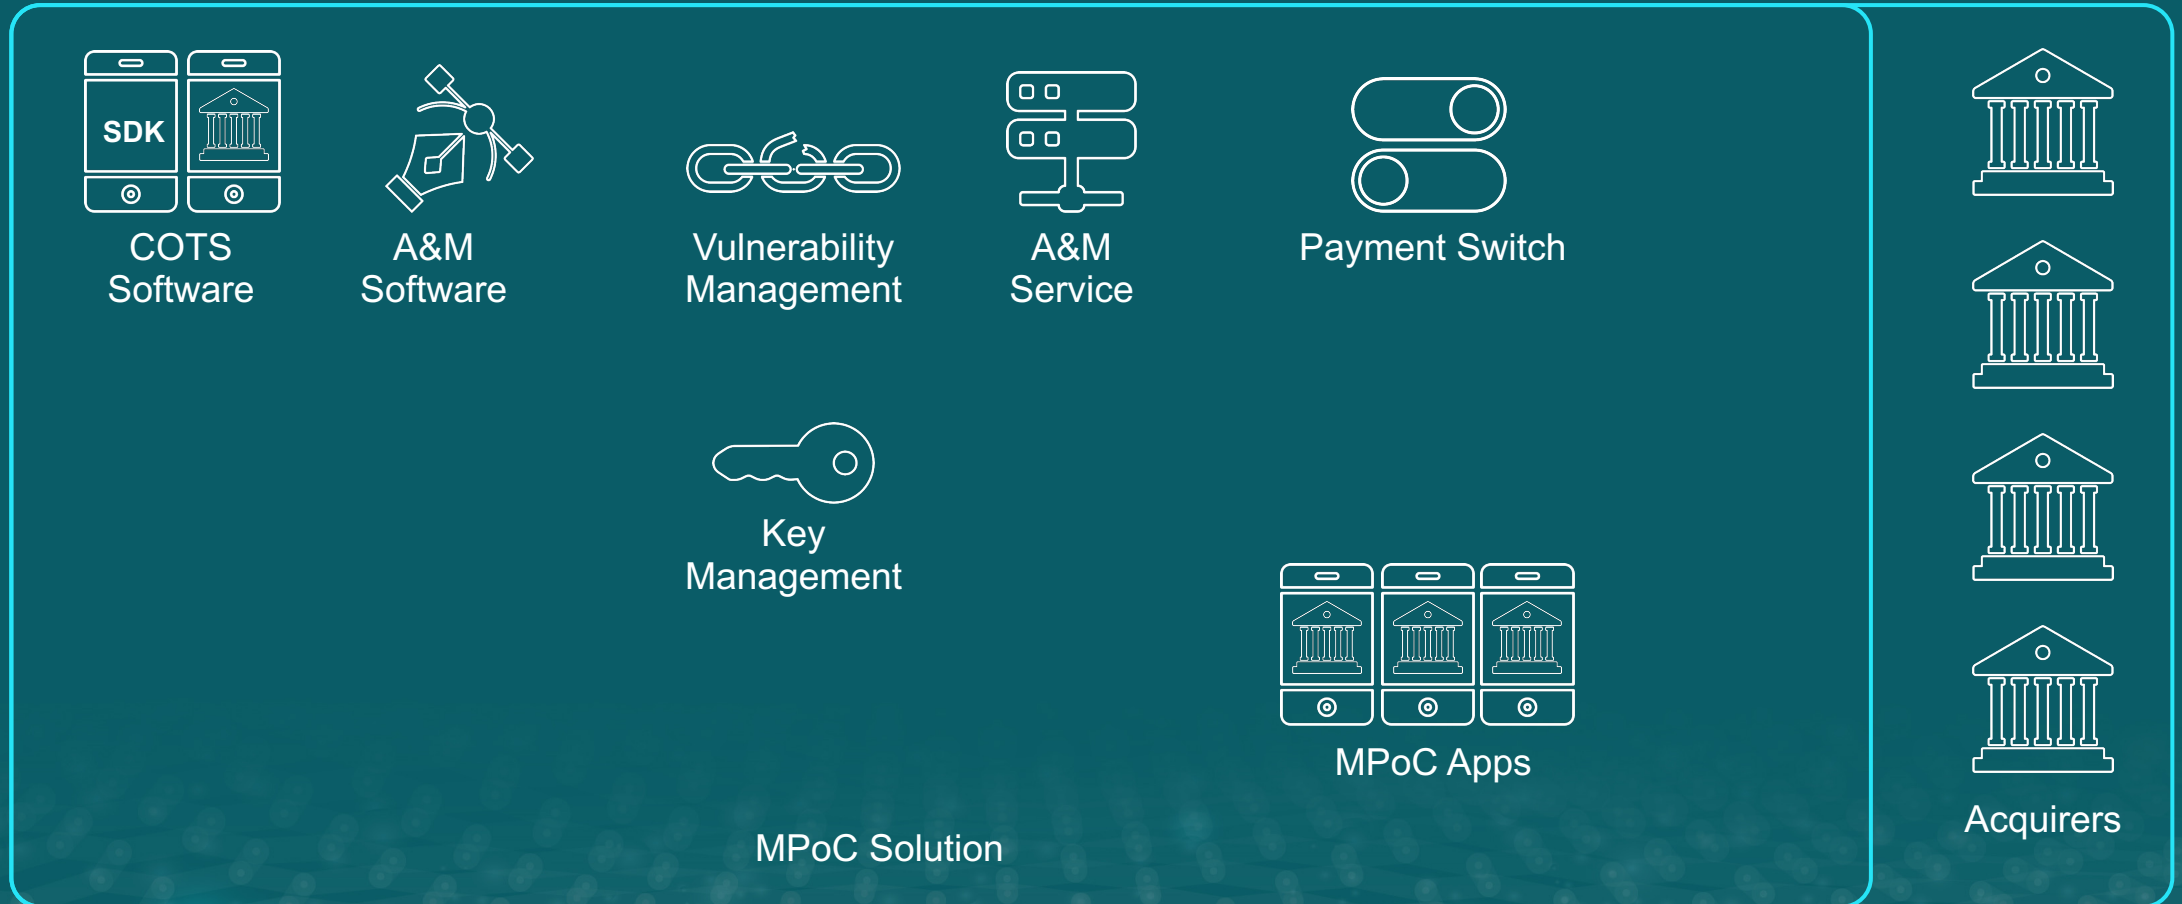 SDK
COTS
Software
A&M
Software
Vulnerability
Management
A&M
Service
Payment Switch
Key
Management
MPoC Apps
MPoC Solution
Acquirers